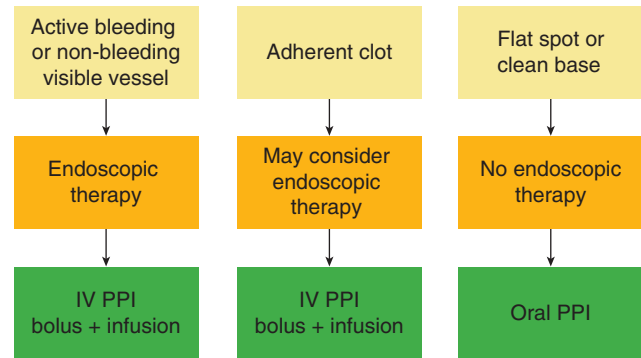 Active bleeding
or non-bleeding
visible vessel
Adherent clot
Flat spot or
clean base
Endoscopic
therapy
May consider
endoscopic
therapy
No endoscopic
therapy
IV PPI
bolus + infusion
IV PPI
bolus + infusion
Oral PPI